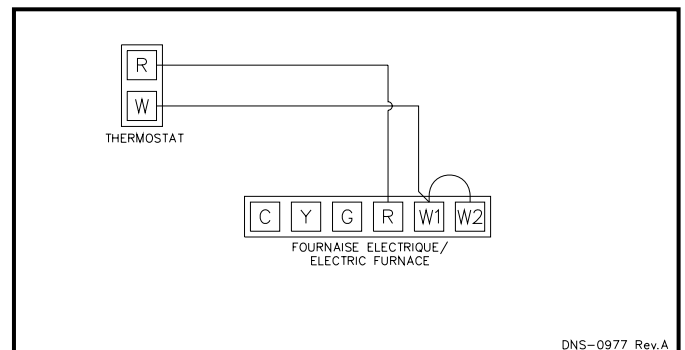 R
W
THERMOSTAT
C Y G R W1 W2
FOURNAISE ELECTRIQUE/
ELECTRIC FURNACE
DNS-0977 Rev.A